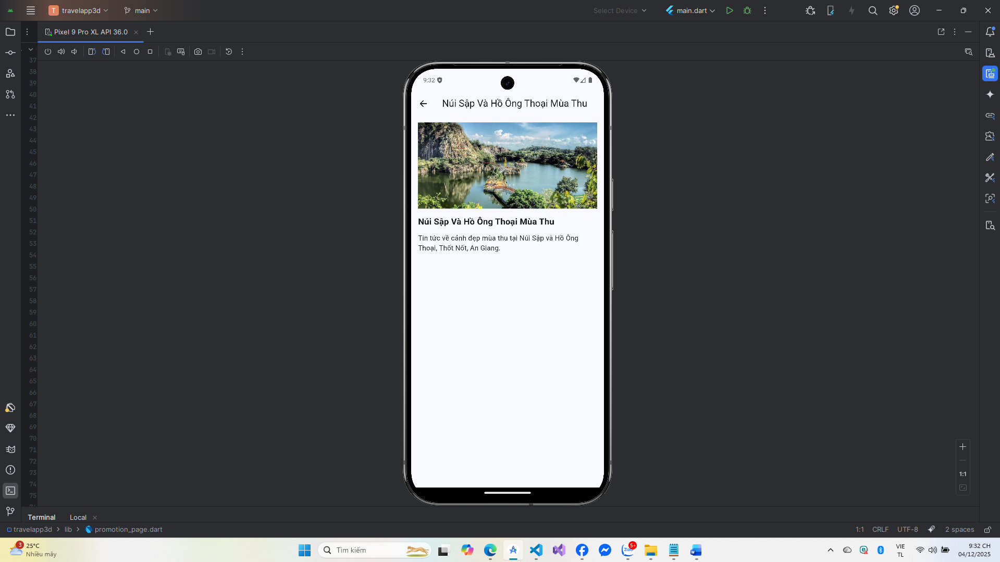 T travelapp3d main Select Device main.dart
Pixel 9 Pro XL API 36.0
37
38
39
40
41
42
43
44
45
46
47
48
49
50
51
52
53
54
55
56
57
58
59
60
61
62
63
64
65
66
67
68
69
70
71
72
73
74
75
9:32
Núi Sập Và Hồ Ông Thoại Mùa Thu
Núi Sập Và Hồ Ông Thoại Mùa Thu
Tin tức về cảnh đẹp mùa thu tại Núi Sập và Hồ Ông
Thoại, Thốt Nốt, An Giang.
1:1
Terminal Local
travelapp3d lib promotion_page.dart 1:1 CRLF UTF-8 2 spaces
3
25°C
Nhiều mây
Tìm kiếm
Zalo
5+
VIE
TL
9:32 CH
04/12/2025